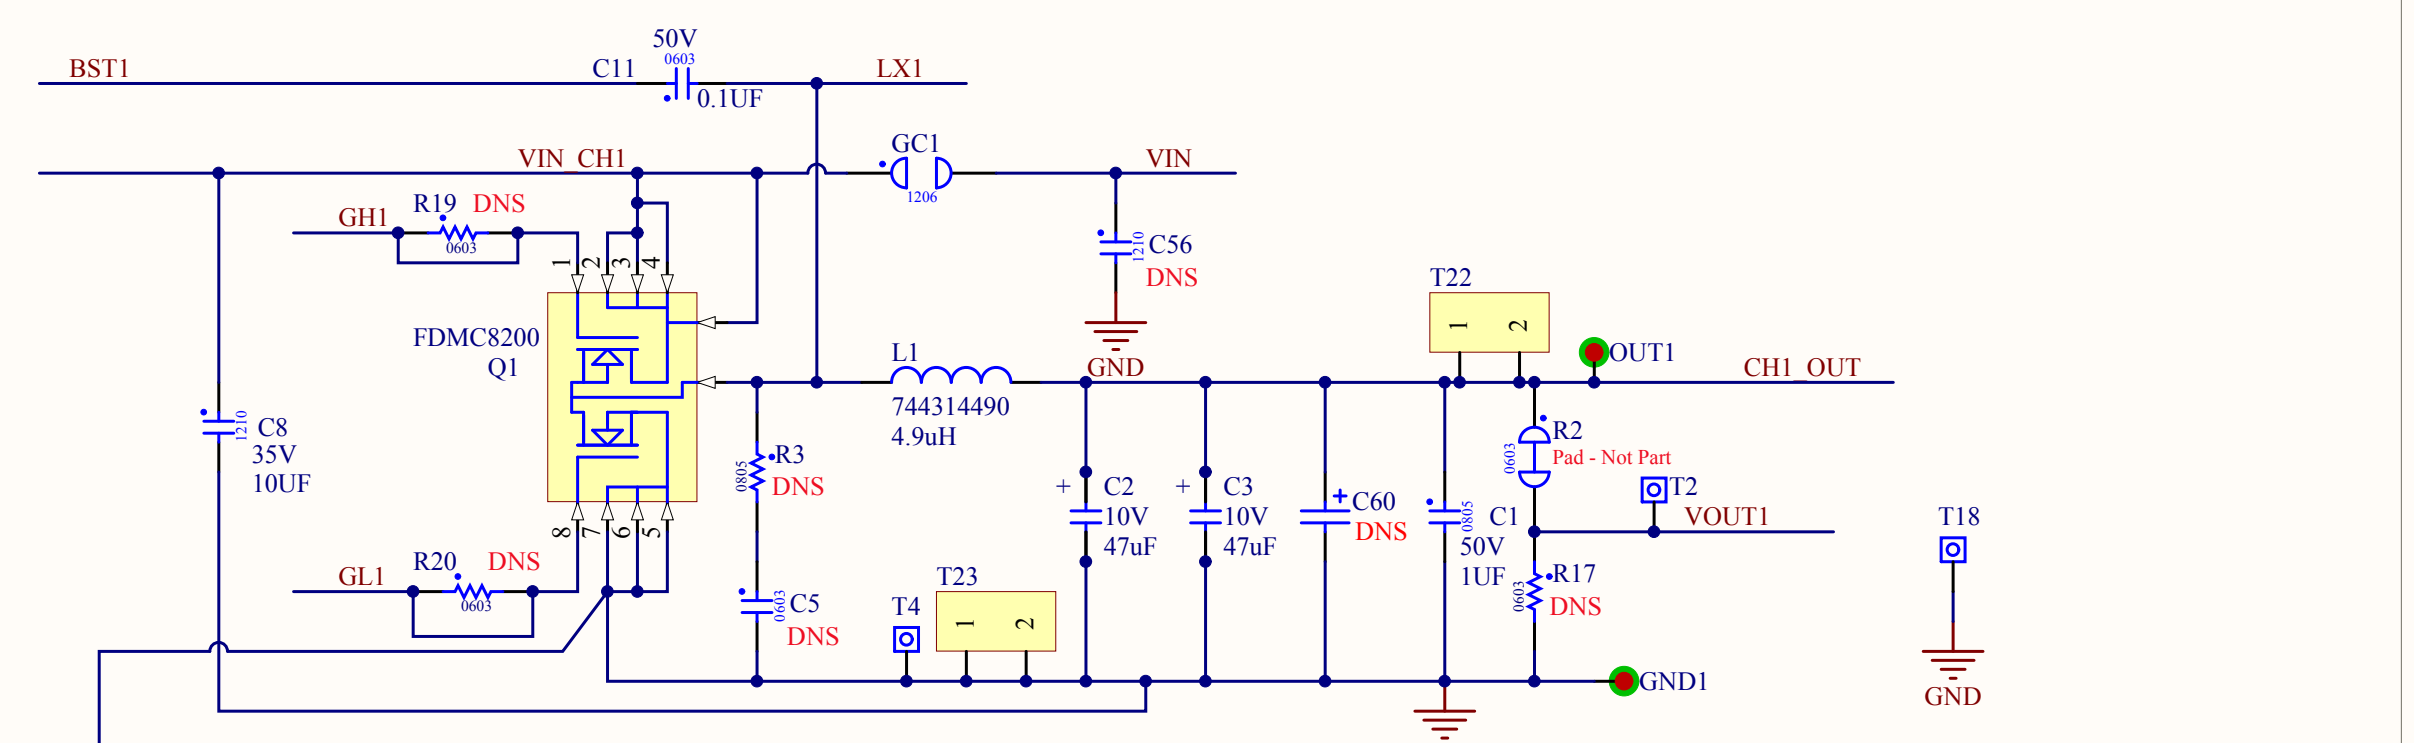 50V
0603
BST1
C11
LX1
0.1UF
GC1
VIN_CH1
VIN
1206
R19 DNS
GH1
0603
1 2 3 4
1210
C56
DNS
T22
1 2
FDMC8200
Q1
L1
GND
OUT1
CH1_OUT
744314490
4.9uH
1210
C8
35V
10UF
R3
0805
DNS
+ C2
10V
47uF
+ C3
10V
47uF
C60
DNS
0805
C1
50V
1UF
R2
0603
Pad - Not Part
T2
VOUT1
T18
8 7 6 5
R20 DNS
GL1
0603
0603
C5
DNS
T4
T23
1 2
R17
0603
DNS
GND1
GND